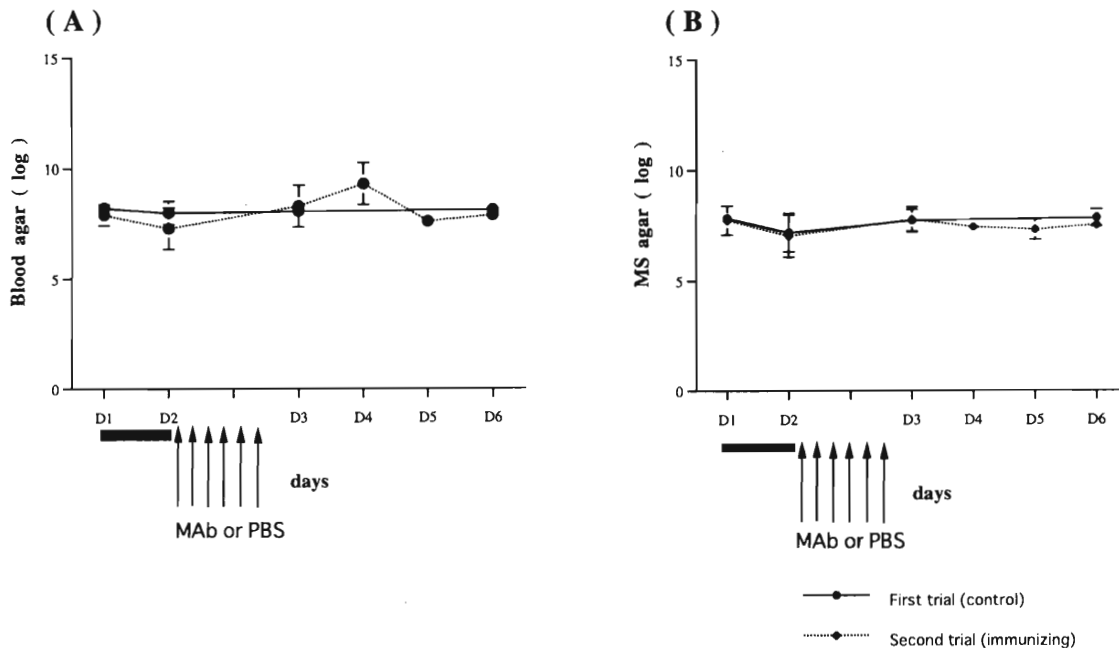 ( A )
Blood agar ( log )
15
10
5
0
D1 D2 D3 D4 D5 D6
days
MAb or PBS
( B )
MS agar ( log )
15
10
5
0
D1 D2 D3 D4 D5 D6
days
MAb or PBS
First trial (control)
Second trial (immunizing)